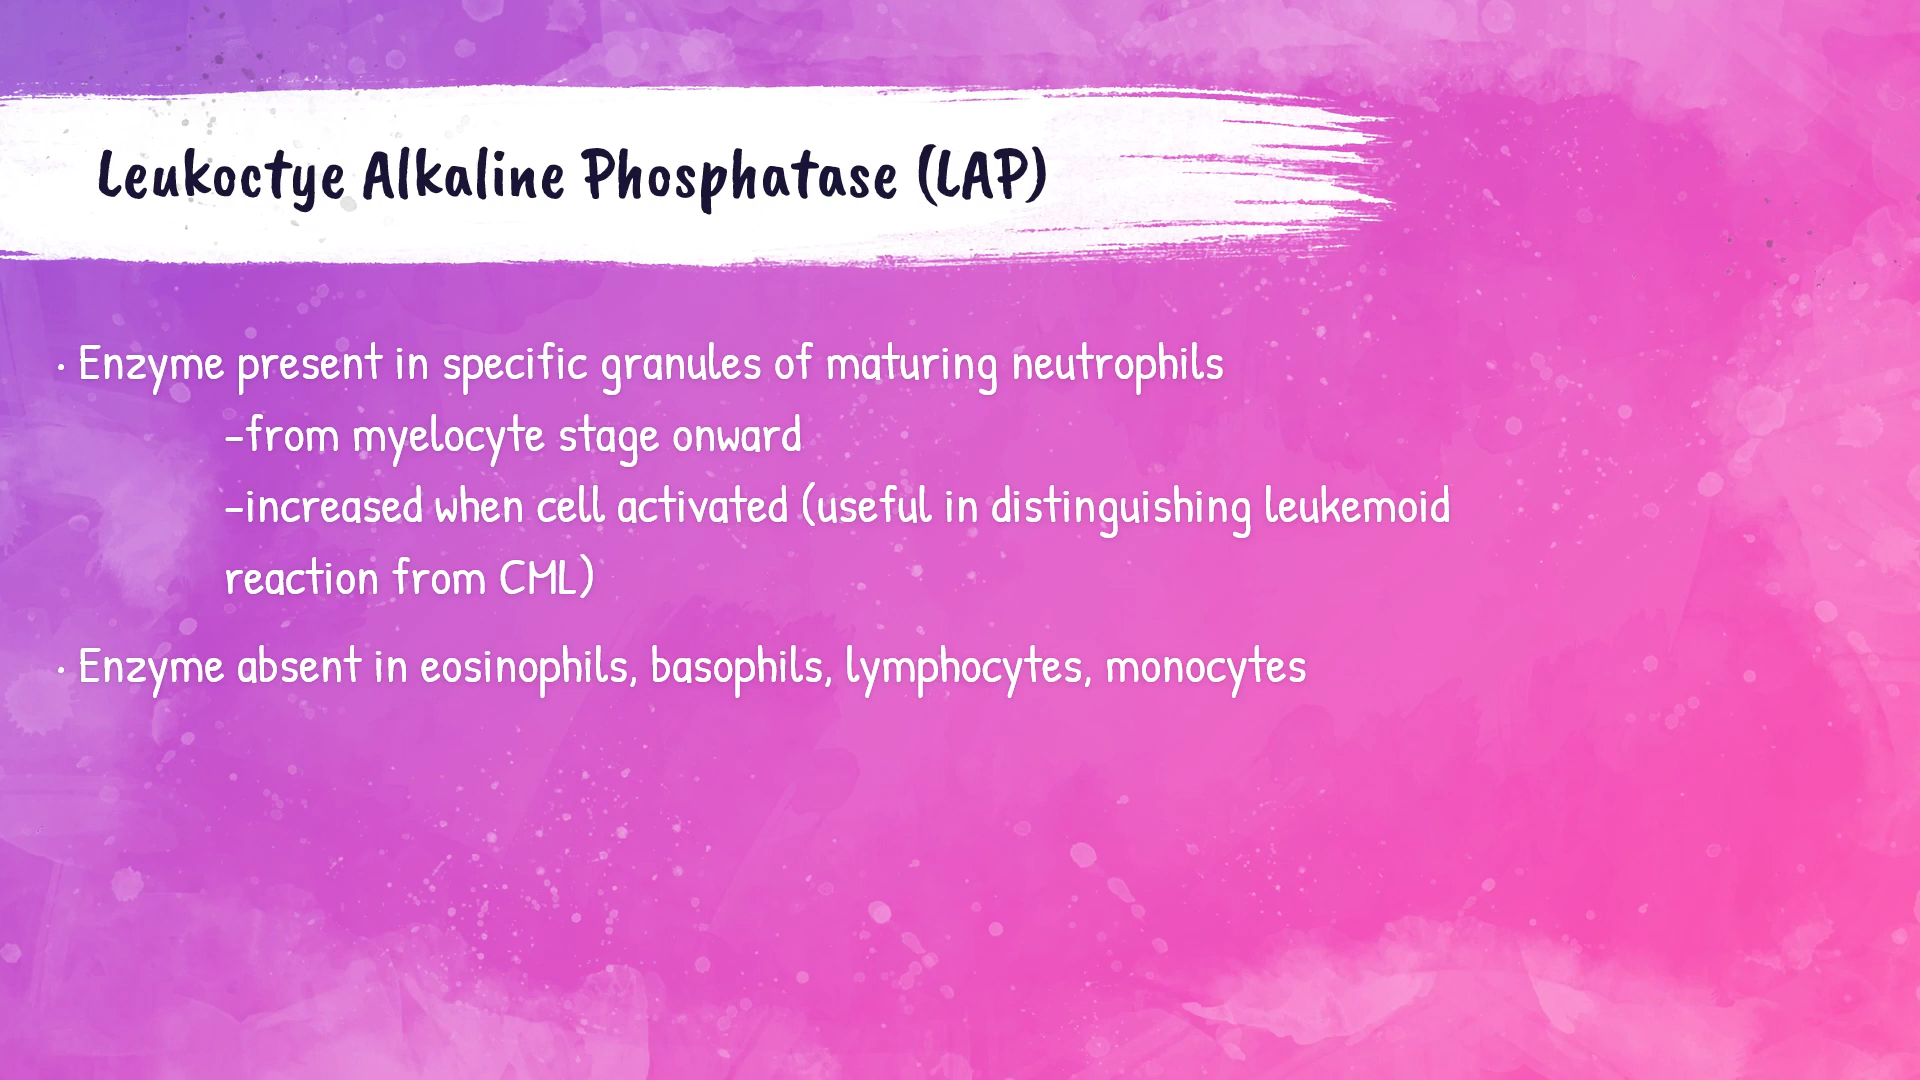 Leukoctye Alkaline Phosphatase (LAP)
• Enzyme present in specific granules of maturing neutrophils
-from myelocyte stage onward
-increased when cell activated (useful in distinguishing leukemoid
reaction from CML)
• Enzyme absent in eosinophils, basophils, lymphocytes, monocytes